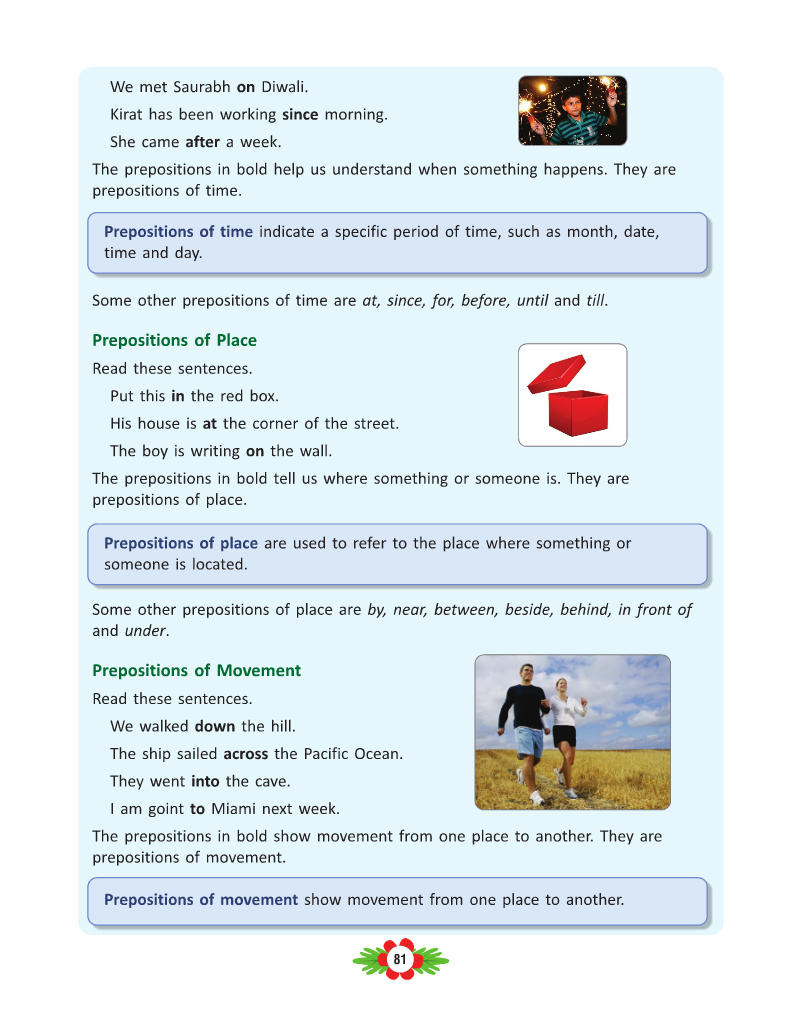 We met Saurabh on Diwali.
Kirat has been working since morning.
She came after a week.
The prepositions in bold help us understand when something happens. They are
prepositions of time.
Prepositions of time indicate a specific period of time, such as month, date,
time and day.
Some other prepositions of time are at, since, for, before, until and till.
Prepositions of Place
Read these sentences.
Put this in the red box.
His house is at the corner of the street.
The boy is writing on the wall.
The prepositions in bold tell us where something or someone is. They are
prepositions of place.
Prepositions of place are used to refer to the place where something or
someone is located.
Some other prepositions of place are by, near, between, beside, behind, in front of
and under.
Prepositions of Movement
Read these sentences.
We walked down the hill.
The ship sailed across the Pacific Ocean.
They went into the cave.
I am goint to Miami next week.
The prepositions in bold show movement from one place to another. They are
prepositions of movement.
Prepositions of movement show movement from one place to another.
81